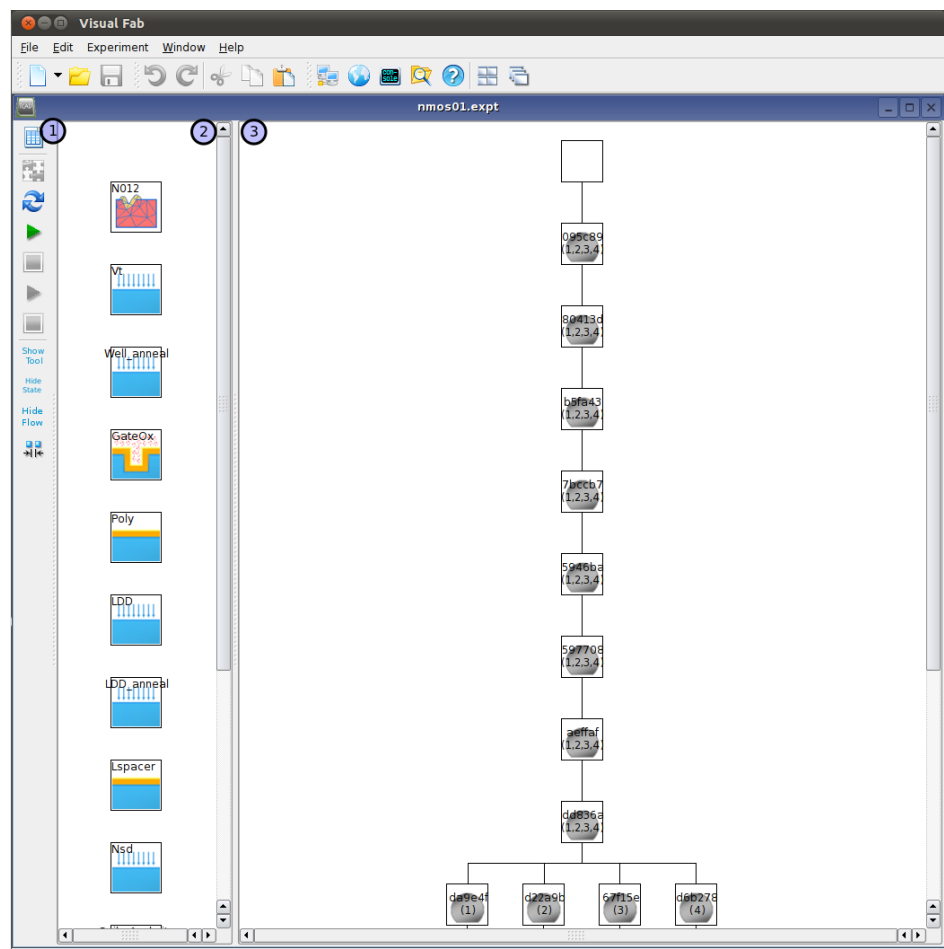 Visual Fab
File Edit Experiment Window Help
con-
sole
nmos01.expt
1
2
3
Show
Tool
Hide
State
Hide
Flow
N012
Vt
Well_anneal
GateOx
Poly
LDD
LDD_anneal
Lspacer
Nsd
095c89
(1,2,3,4)
80413d
(1,2,3,4)
b5fa43
(1,2,3,4)
7bccb7
(1,2,3,4)
5946ba
(1,2,3,4)
597708
(1,2,3,4)
aeffaf
(1,2,3,4)
dd836a
(1,2,3,4)
da9e4f
(1)
d22a9b
(2)
67f15e
(3)
d6b278
(4)